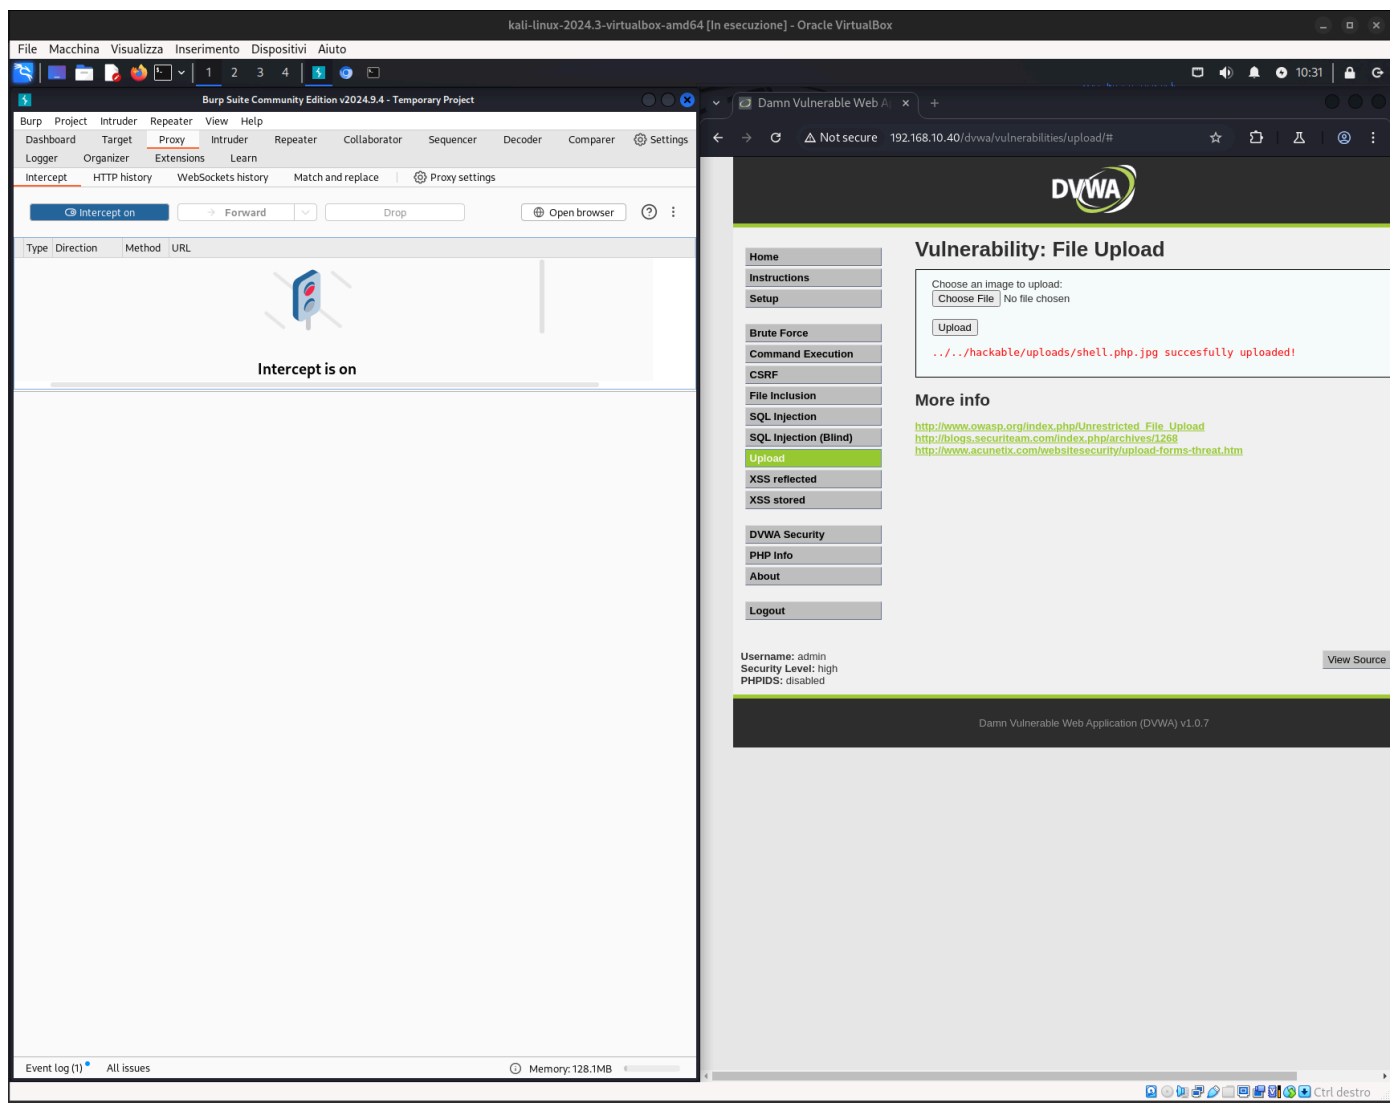 kali-linux-2024.3-virtualbox-amd64 [In esecuzione] - Oracle VirtualBox
File Macchina Visualizza Inserimento Dispositivi Aiuto
1 2 3 4
10:31
Burp Suite Community Edition v2024.9.4 - Temporary Project
Burp Project Intruder Repeater View Help
Dashboard Target Proxy Intruder Repeater Collaborator Sequencer Decoder Comparer Settings
Logger Organizer Extensions Learn
Intercept HTTP history WebSockets history Match and replace Proxy settings
Intercept on Forward Drop Open browser
Type Direction Method URL
Intercept is on
Event log (1) All issues Memory: 128.1MB
Damn Vulnerable Web A
Not secure 192.168.10.40/dvwa/vulnerabilities/upload/#
DVWA
Home
Instructions
Setup
Brute Force
Command Execution
CSRF
File Inclusion
SQL Injection
SQL Injection (Blind)
Upload
XSS reflected
XSS stored
DVWA Security
PHP Info
About
Logout
Vulnerability: File Upload
Choose an image to upload:
Choose File No file chosen
Upload
../../hackable/uploads/shell.php.jpg succesfully uploaded!
More info
http://www.owasp.org/index.php/Unrestricted_File_Upload
http://blogs.securiteam.com/index.php/archives/1268
http://www.acunetix.com/websitesecurity/upload-forms-threat.htm
Username: admin
Security Level: high
PHPIDS: disabled
View Source
Damn Vulnerable Web Application (DVWA) v1.0.7
Ctrl destro